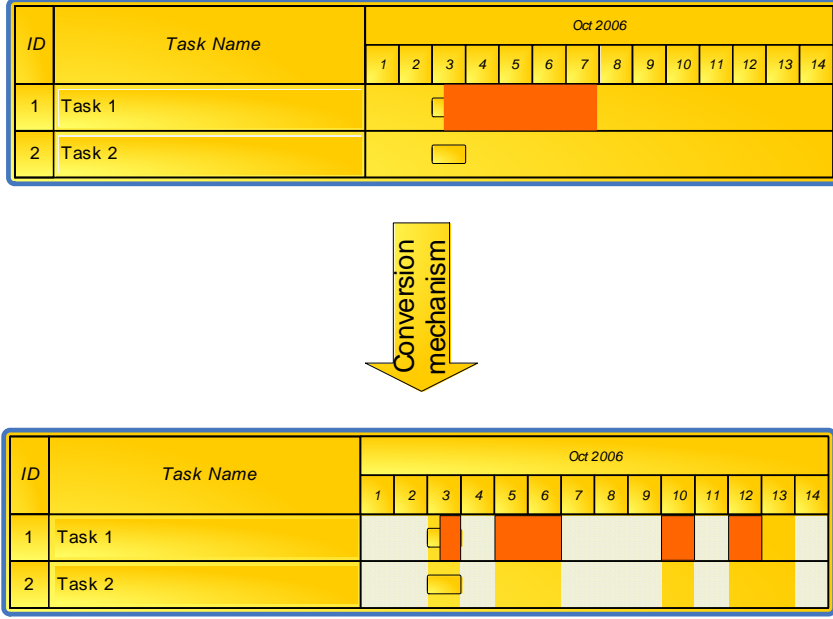 ID Task Name Oct 2006
1 2 3 4 5 6 7 8 9 10 11 12 13 14
1 Task 1
2 Task 2
Conversion
mechanism
ID Task Name Oct 2006
1 2 3 4 5 6 7 8 9 10 11 12 13 14
1 Task 1
2 Task 2